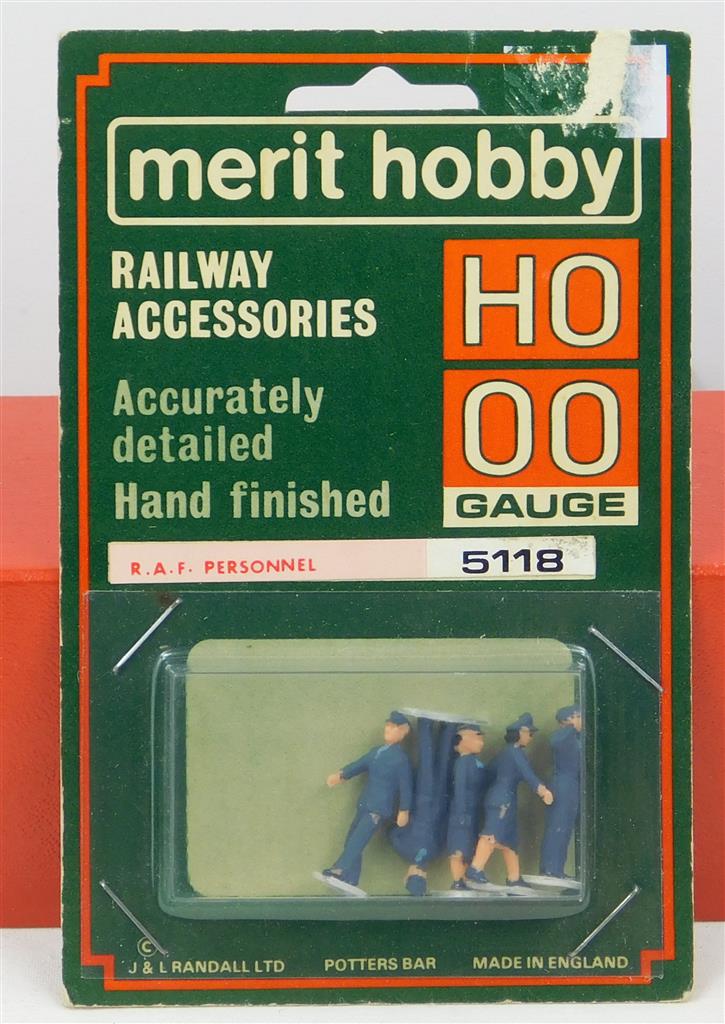 merit hobby
RAILWAY
ACCESSORIES
HO
OO
GAUGE
Accurately
detailed
Hand finished
R.A.F. PERSONNEL 5118
© J & L RANDALL LTD POTTERS BAR MADE IN ENGLAND